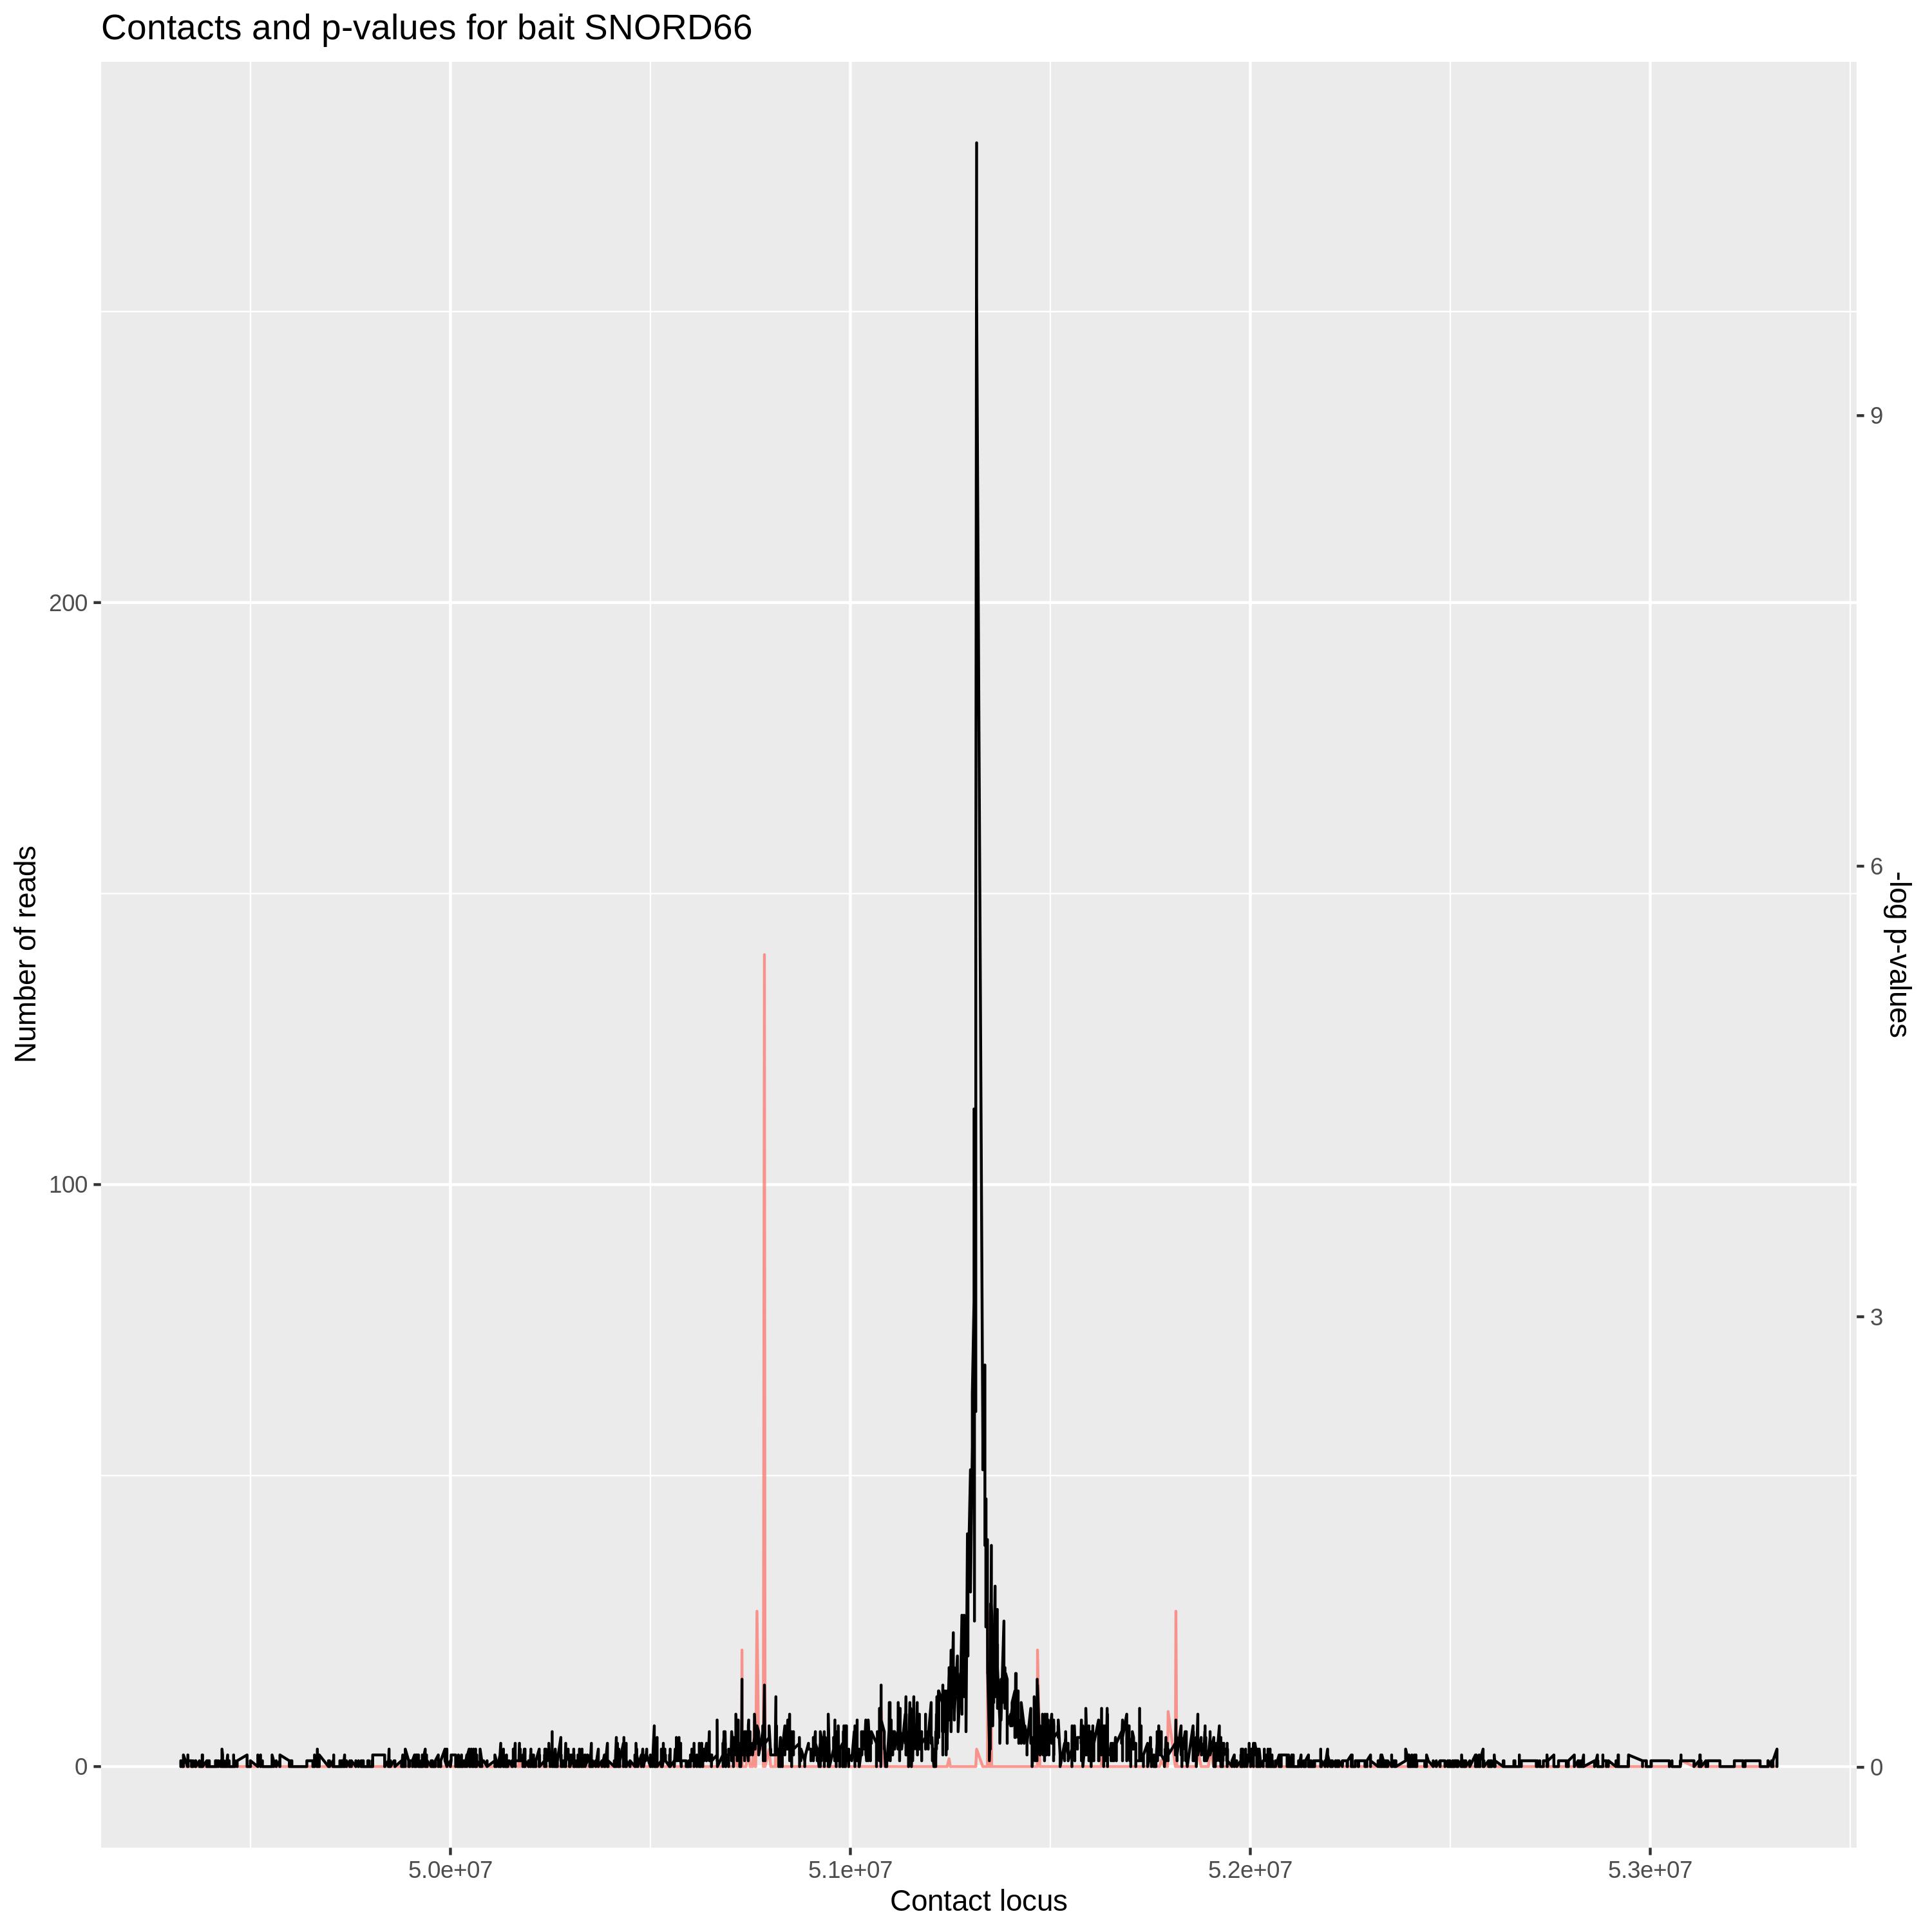 Contacts and p-values for bait SNORD66
Number of reads
200
100
0
9
6
3
0
-log p-values
5.0e+07
5.1e+07
5.2e+07
5.3e+07
Contact locus